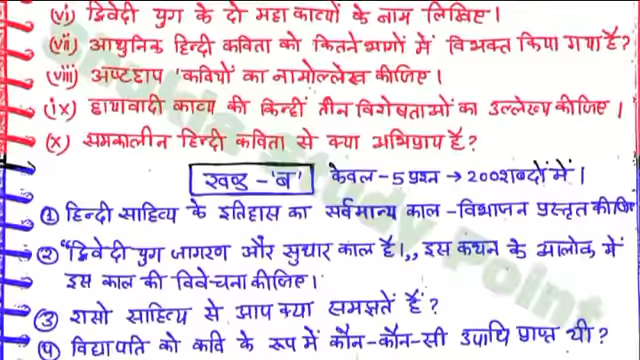 (vi) द्विवेदी युग के दो महाकाव्यों के नाम लिखिए।
(vii) आधुनिक हिन्दी कविता को कितने भागों में विभक्त किया गया है?
(viii) अष्टछाप कवियों का नामोल्लेख कीजिए।
(ix) छायावादी काव्य की किन्हीं तीन विशेषताओं का उल्लेख कीजिए।
(x) समकालीन हिन्दी कविता से क्या अभिप्राय है?
खण्ड-'ब' केवल-5 प्रश्न → 200 शब्दों में।
① हिन्दी साहित्य के इतिहास का सर्वमान्य काल-विभाजन प्रस्तुत कीजिए
② "द्विवेदी युग जागरण और सुधार काल है।,, इस कथन के आलोक में
इस काल की विवेचना कीजिए।
③ रासो साहित्य से आप क्या समझतें हैं?
④ विद्यापति को कवि के रूप में कौन-कौन-सी उपाधि प्राप्त थी?
Study Point